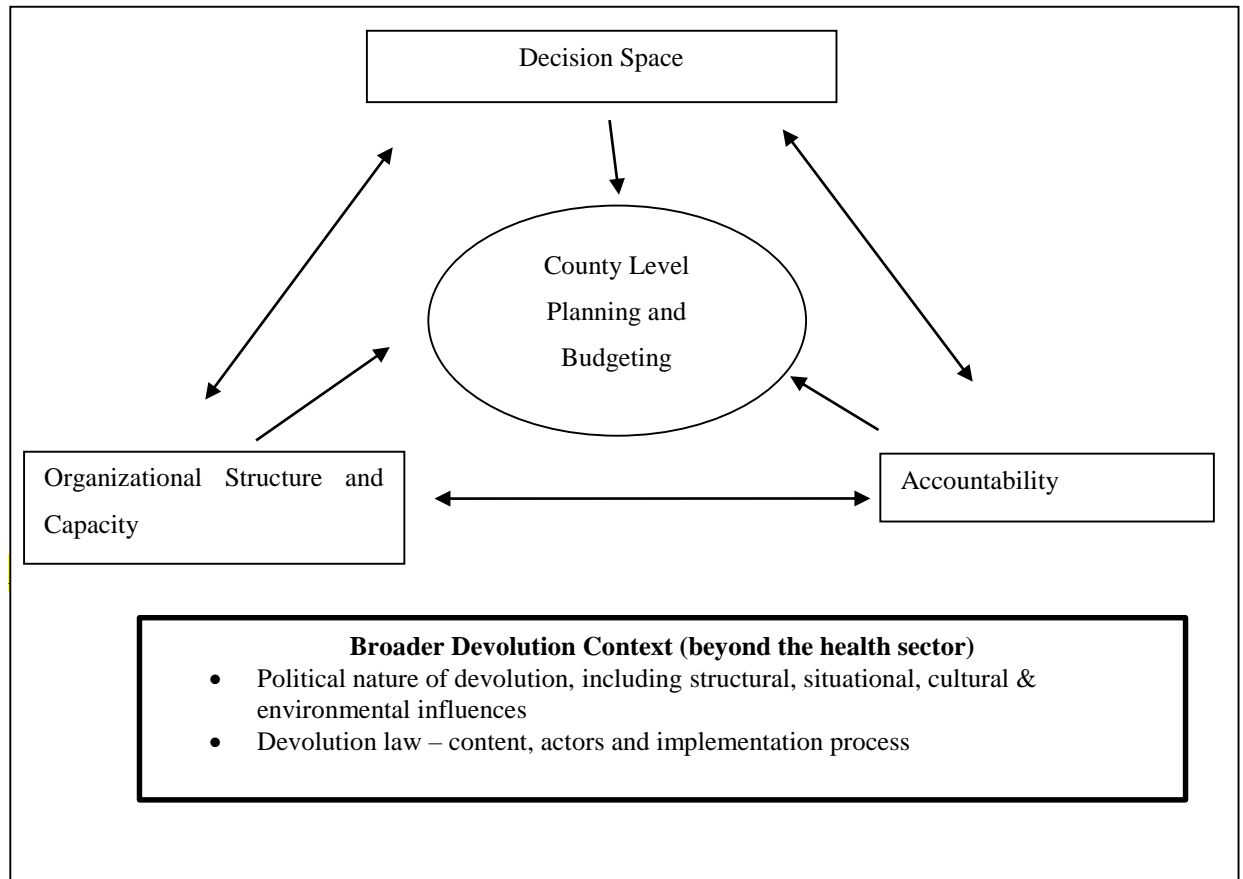 Decision Space
County Level
Planning and
Budgeting
Organizational Structure and
Capacity
Accountability
Broader Devolution Context (beyond the health sector)
• Political nature of devolution, including structural, situational, cultural &
environmental influences
• Devolution law – content, actors and implementation process